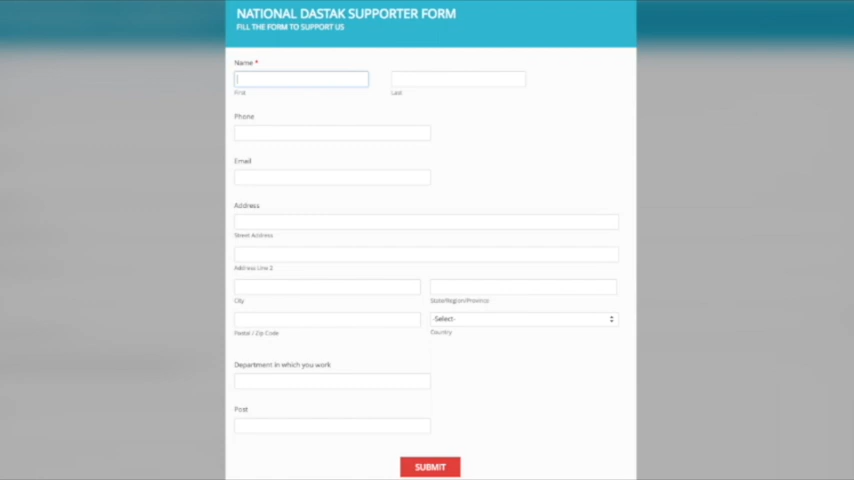 NATIONAL DASTAK SUPPORTER FORM
FILL THE FORM TO SUPPORT US
Name *
First Last
Phone
Email
Address
Street Address
Address Line 2
City State/Region/Province
-Select-
Postal / Zip Code Country
Department in which you work
Post
SUBMIT